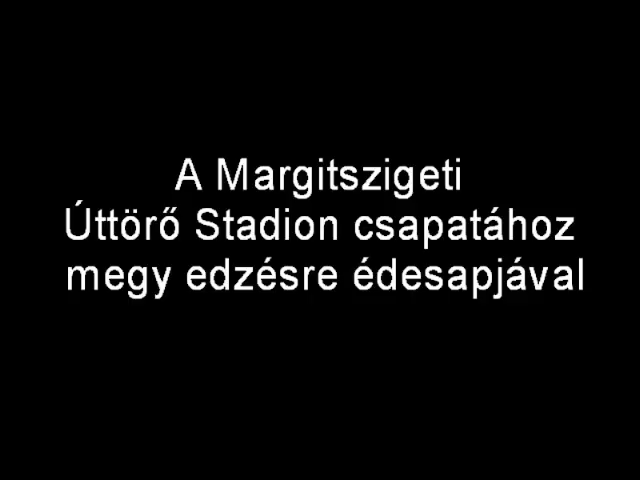 A Margitszigeti
Úttörő Stadion csapatához
megy edzésre édesapjával